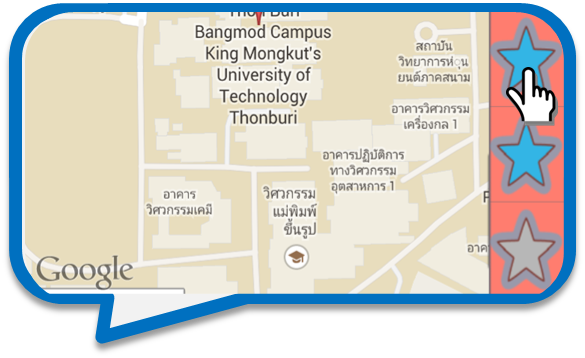 Thon Buri
Bangmod Campus
King Mongkut's
University of
Technology
Thonburi
สถาบัน
วิทยาการหุ่น
ยนต์ภาคสนาม
อาคารวิศวกรรม
เครื่องกล 1
อาคารปฏิบัติการ
ทางวิศวกรรม
อุตสาหการ 1
อาคาร
วิศวกรรมเคมี
วิศวกรรม
แม่พิมพ์
ขึ้นรูป
อาค
Google